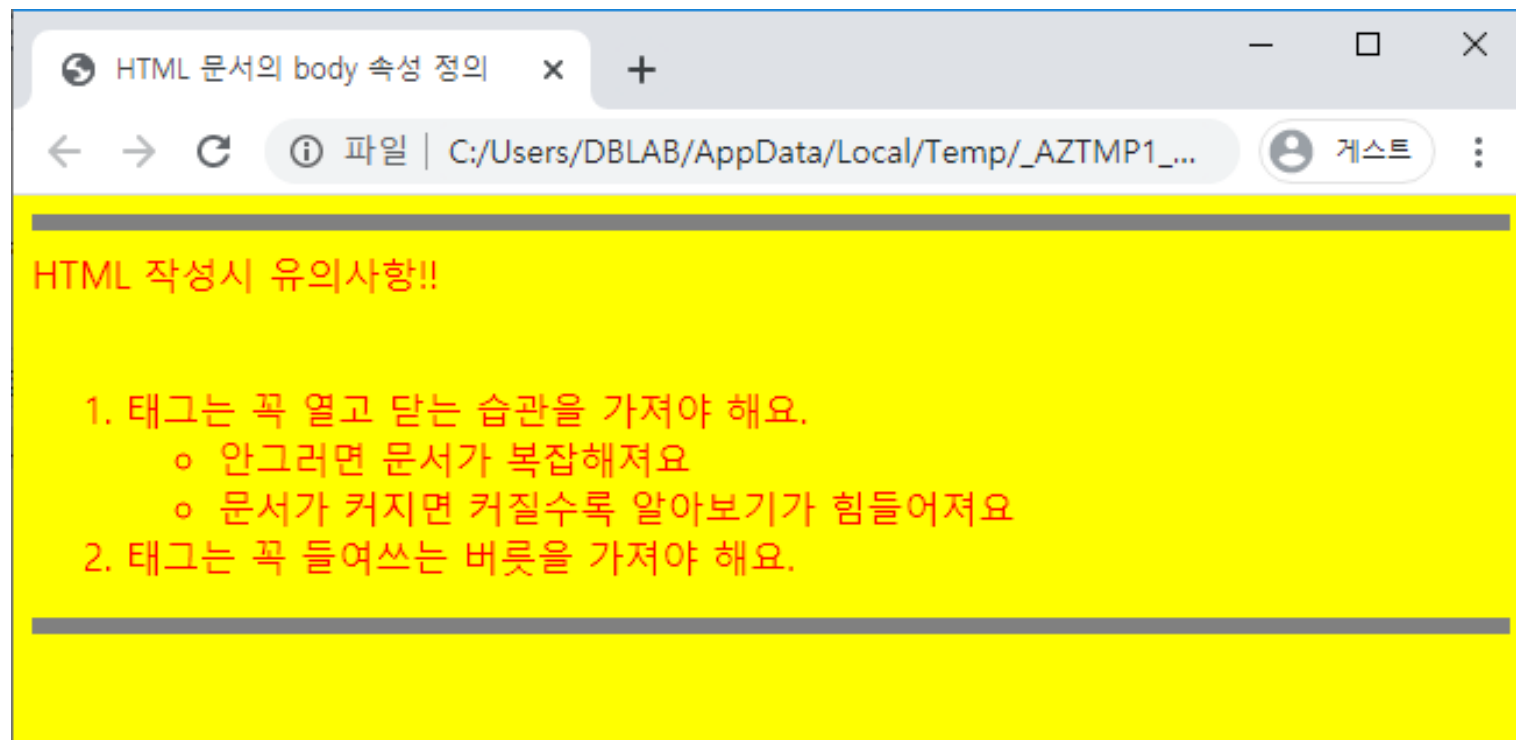 HTML 문서의 body 속성 정의
파일 | C:/Users/DBLAB/AppData/Local/Temp/_AZTMP1_... 게스트
HTML 작성시 유의사항!!
1. 태그는 꼭 열고 닫는 습관을 가져야 해요.
안그러면 문서가 복잡해져요
문서가 커지면 커질수록 알아보기가 힘들어져요
2. 태그는 꼭 들여쓰는 버릇을 가져야 해요.